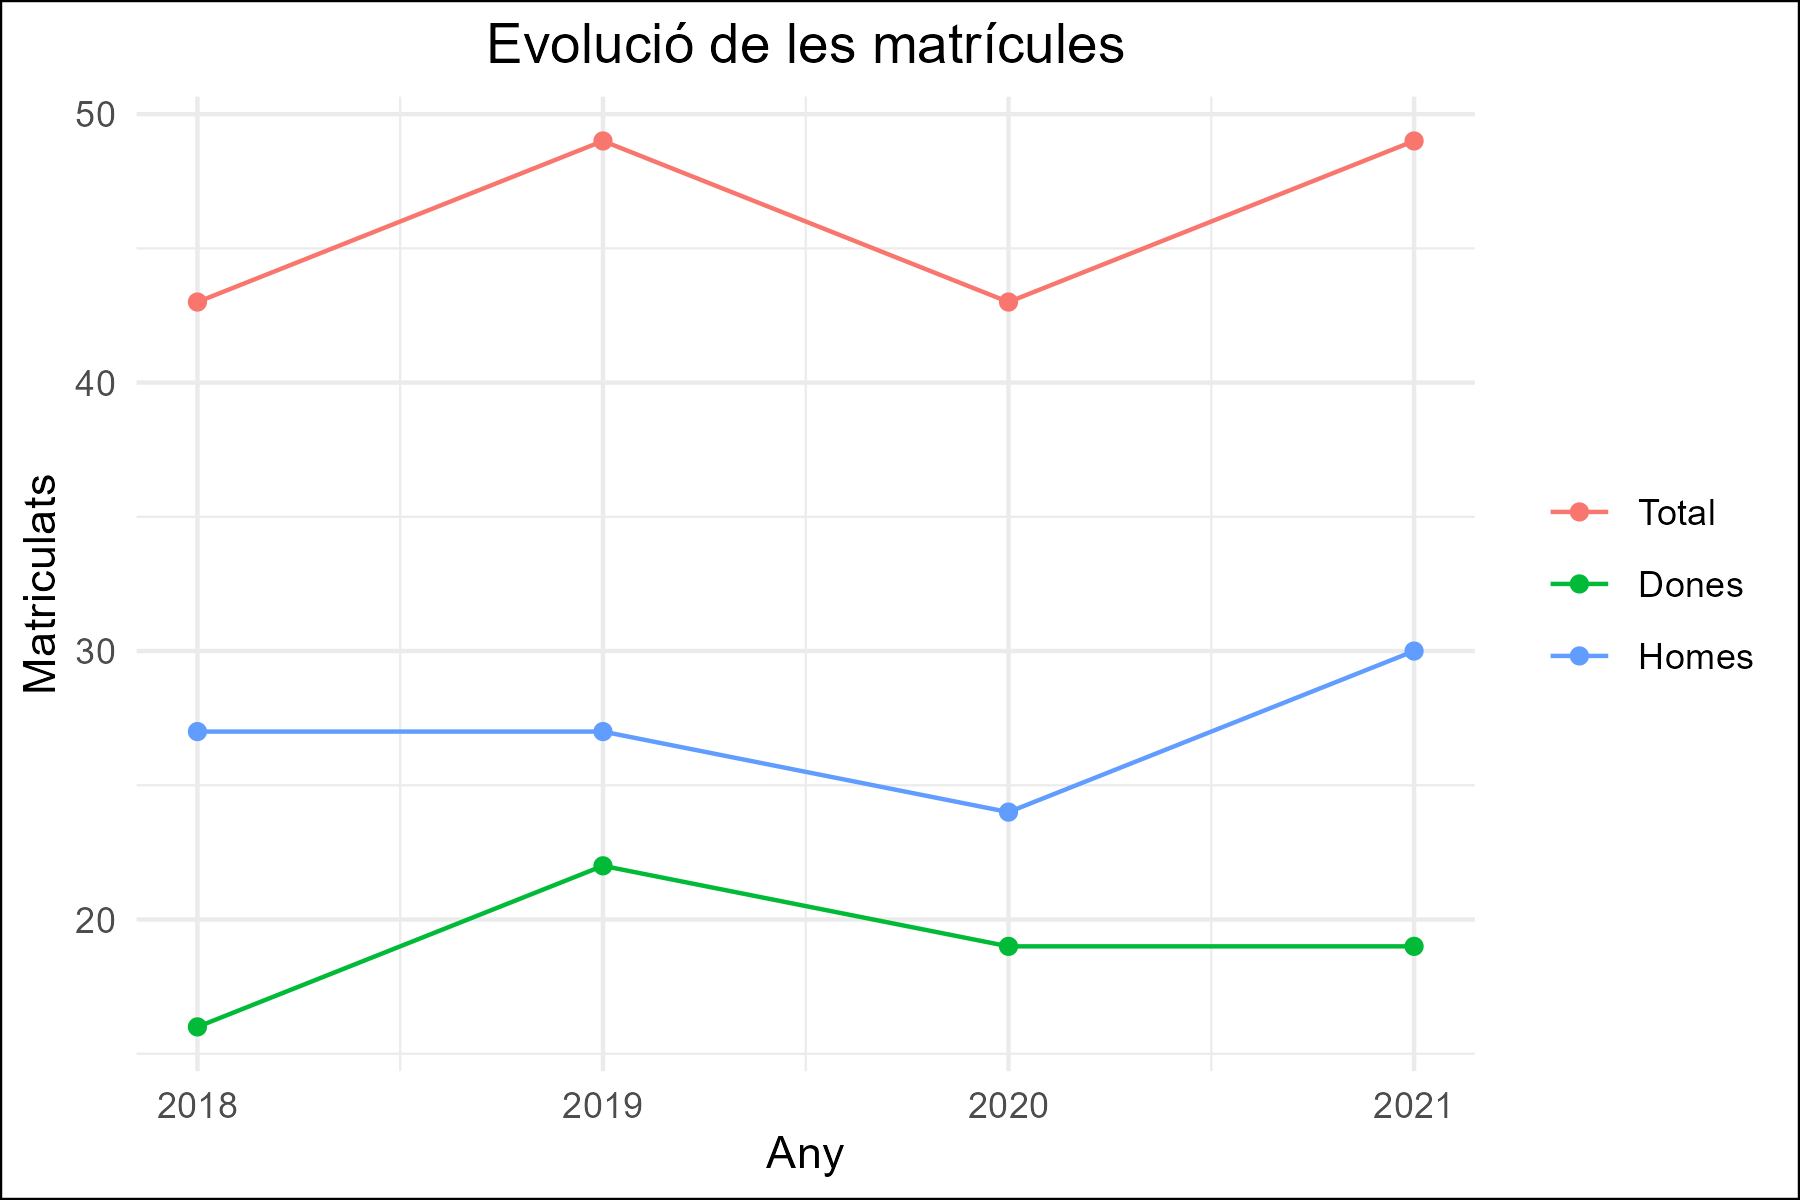 Evolució de les matrícules
50
40
30
20
Matriculats
2018 2019 2020 2021
Any
Total
Dones
Homes